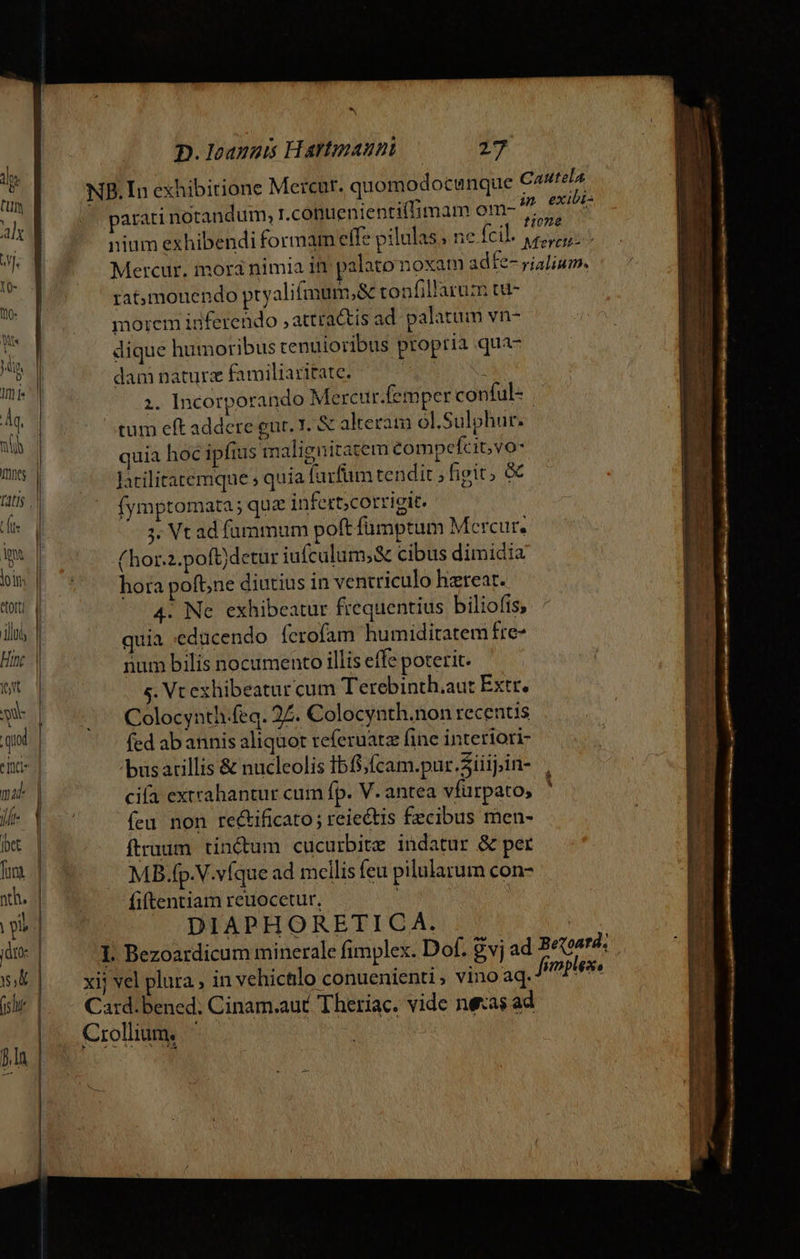 D. Ioannis Hartmanni 27
NB. In exhibitione Mercur. quomodocunque
parati notandum, 1. conuenientiſſimam om-
nium exhibendi formam eſſe pilulas, ne ſcil.
Mercur. morâ nimia in palato noxam adfe-
rat, mouendo ptyaliſmum, & tonſillarum tu-
morem inferendo, attractis ad palatum vn-
dique humoribus tenuioribus propria qua-
dam naturæ familiaritate.
Cautela
in exibi-
tione
Mercu-
rialium.
2. Incorporando Mercur. ſemper conſul-
tum eſt addere gut. 1. & alteram ol. Sulphur.
quia hoc ipſius malignitatem compeſcit, vo-
latilitatemque, quia ſurſum tendit, figit, &
ſymptomata; quæ infert, corrigit.
3. Vt ad ſummum poſt ſumptum Mercur.
(hor. 2. poſt) detur iuſculum, & cibus dimidia
hora poſt, ne diutius in ventriculo hæreat.
4. Ne exhibeatur frequentius bilioſis,
quia educendo ſeroſam humiditatem fre-
num bilis nocumento illis eſſe poterit.
5. Vt exhibeatur cum Terebinth. aut Extr.
Colocynth. ſeq. ℞. Colocynth. non recentis
ſed ab annis aliquot reſeruatæ ſine interiori-
bus arillis & nucleolis ℔ß, ſcam. pur. ℥iiij, in-
ciſa extrahantur cum ſp. V. antea vſurpato,
ſeu non rectificato; reiectis fæcibus men-
ſtruum tinctum cucurbitæ indatur & per
MB. ſp. V. vſque ad mellis ſeu pilularum con-
ſiſtentiam reuocetur.
DIAPHORETICA.
I. Bezoardicum minerale ſimplex. Doſ. gvj ad
xij vel plura, in vehiculo conuenienti, vino aq.
Card. bened. Cinam. aut Theriac. vide notas ad
Crollium.
Bezoard.
ſimplex.